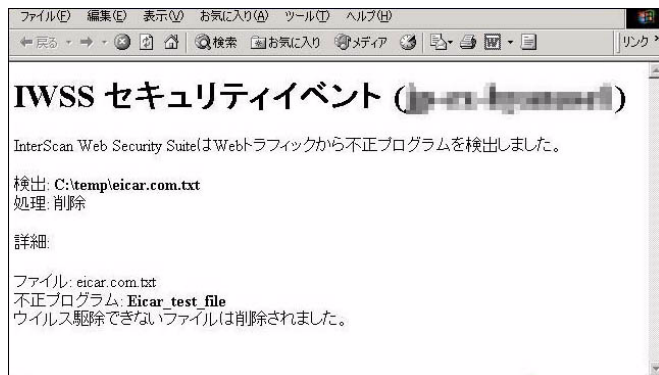 ファイル(F) 編集(E) 表示(V) お気に入り(A) ツール(T) ヘルプ(H)
戻る 検索 お気に入り メディア リンク
IWSS セキュリティイベント ( )
InterScan Web Security SuiteはWebトラフィックから不正プログラムを検出しました。
検出: C:\temp\eicar.com.txt
処理: 削除
詳細:
ファイル: eicar.com.txt
不正プログラム: Eicar_test_file
ウイルス駆除できないファイルは削除されました。